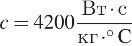 c = 4200 Вт · с / кг · °С